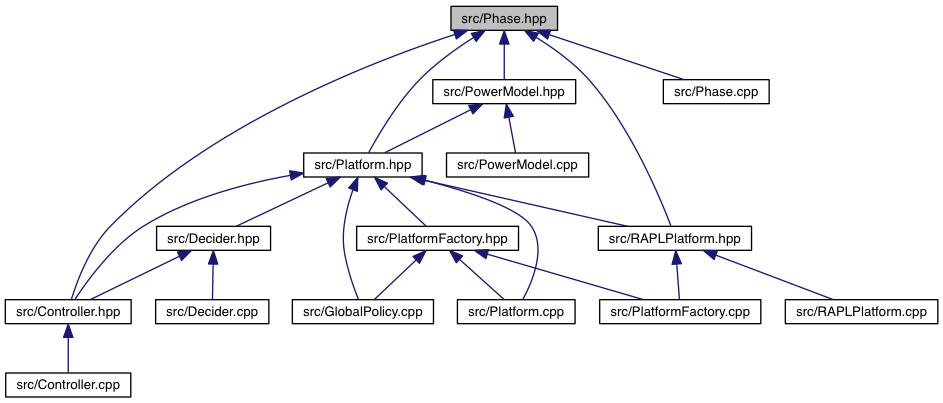 src/Phase.hpp
src/PowerModel.hpp
src/Phase.cpp
src/Platform.hpp
src/PowerModel.cpp
src/Decider.hpp
src/PlatformFactory.hpp
src/RAPLPlatform.hpp
src/Controller.hpp
src/Decider.cpp
src/GlobalPolicy.cpp
src/Platform.cpp
src/PlatformFactory.cpp
src/RAPLPlatform.cpp
src/Controller.cpp